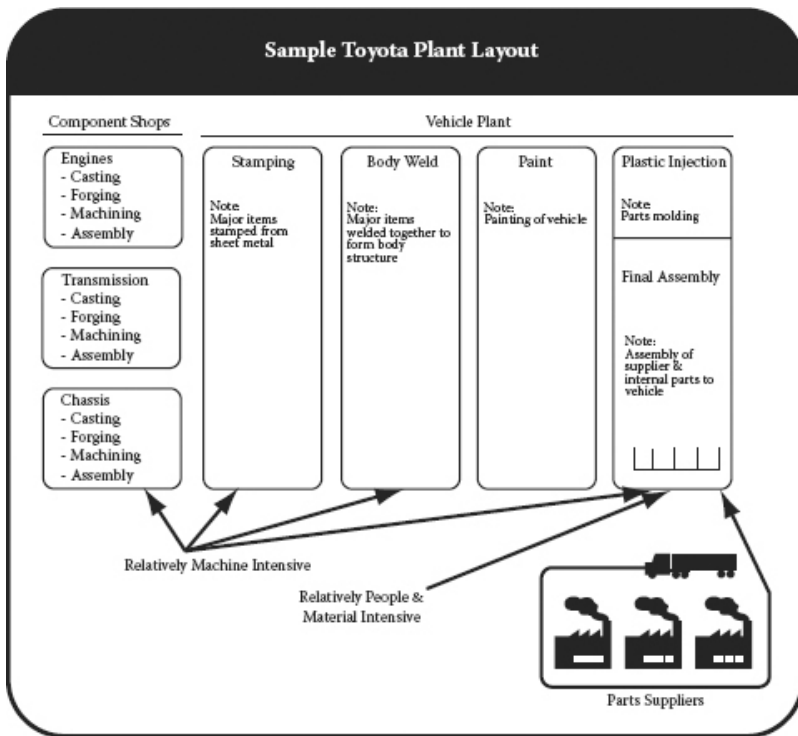 Sample Toyota Plant Layout
Component Shops
Vehicle Plant
Engines
- Casting
- Forging
- Machining
- Assembly
Transmission
- Casting
- Forging
- Machining
- Assembly
Chassis
- Casting
- Forging
- Machining
- Assembly
Stamping
Note:
Major items
stamped from
sheet metal
Body Weld
Note:
Major items
welded together to
form body
structure
Paint
Note:
Painting of vehicle
Plastic Injection
Note:
Parts molding
Final Assembly
Note:
Assembly of
supplier &
internal parts to
vehicle
Relatively Machine Intensive
Relatively People &
Material Intensive
Parts Suppliers